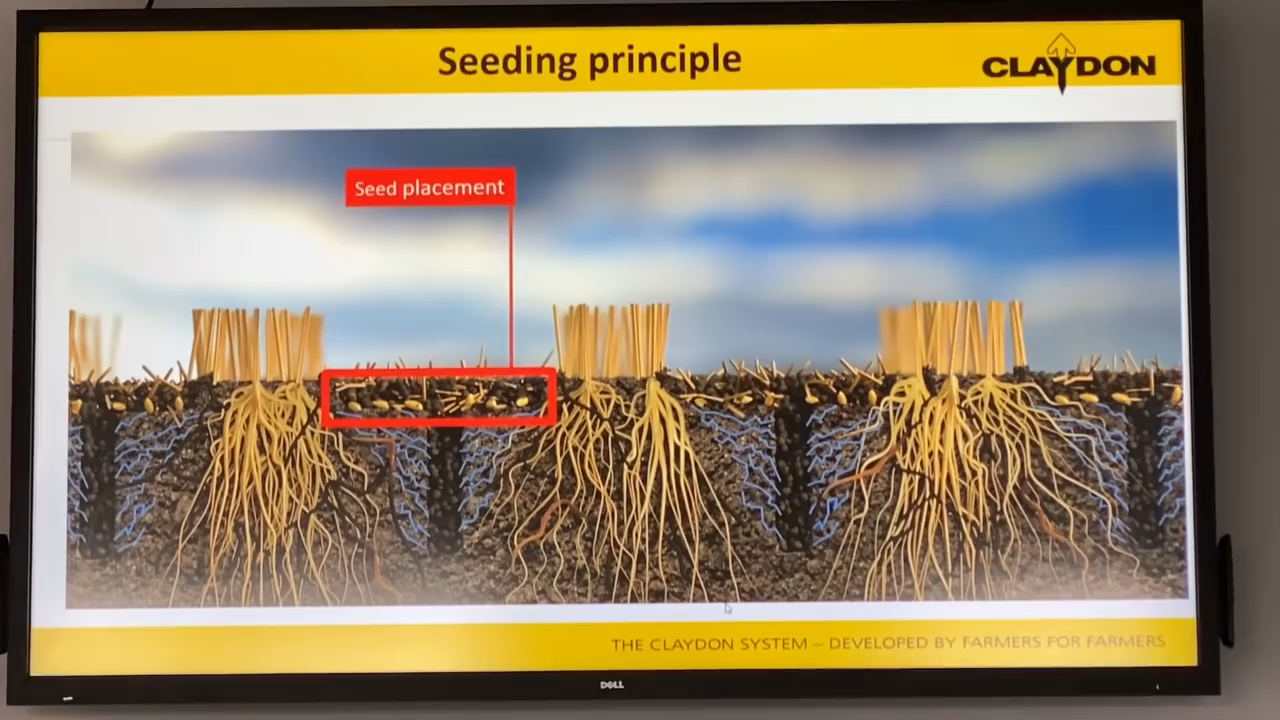 Seeding principle
CLAYDON
Seed placement
THE CLAYDON SYSTEM – DEVELOPED BY FARMERS FOR FARMERS
DELL